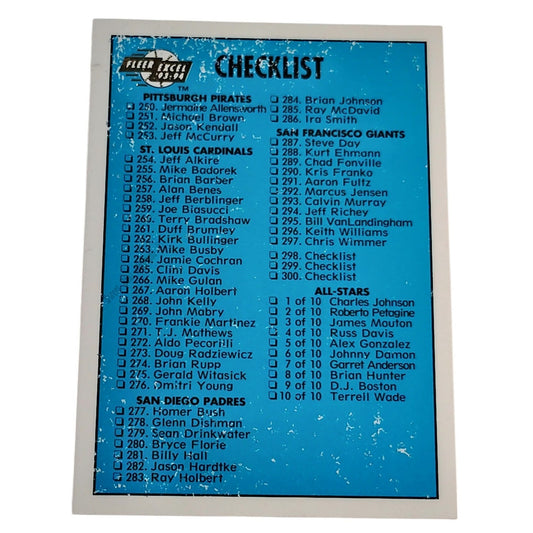 FLEER EXCEL
'93-94
TM
CHECKLIST
PITTSBURGH PIRATES
250. Jermaine Allensworth
251. Michael Brown
252. Jason Kendall
253. Jeff McCurry
ST. LOUIS CARDINALS
254. Jeff Alkire
255. Mike Badorek
256. Brian Barber
257. Alan Benes
258. Jeff Berblinger
259. Joe Biasucci
260. Terry Bradshaw
261. Duff Brumley
262. Kirk Bullinger
263. Mike Busby
264. Jamie Cochran
265. Clint Davis
266. Mike Gulan
267. Aaron Holbert
268. John Kelly
269. John Mabry
270. Frankie Martinez
271. T.J. Mathews
272. Aldo Pecorilli
273. Doug Radziewicz
274. Brian Rupp
275. Gerald Witasick
276. Dmitri Young
SAN DIEGO PADRES
277. Homer Bush
278. Glenn Dishman
279. Sean Drinkwater
280. Bryce Florie
281. Billy Hall
282. Jason Hardtke
283. Ray Holbert
284. Brian Johnson
285. Ray McDavid
286. Ira Smith
SAN FRANCISCO GIANTS
287. Steve Day
288. Kurt Ehmann
289. Chad Fonville
290. Kris Franko
291. Aaron Fultz
292. Marcus Jensen
293. Calvin Murray
294. Jeff Richey
295. Bill VanLandingham
296. Keith Williams
297. Chris Wimmer
298. Checklist
299. Checklist
300. Checklist
ALL-STARS
1 of 10 Charles Johnson
2 of 10 Roberto Petagine
3 of 10 James Mouton
4 of 10 Russ Davis
5 of 10 Alex Gonzalez
6 of 10 Johnny Damon
7 of 10 Garret Anderson
8 of 10 Brian Hunter
9 of 10 D.J. Boston
10 of 10 Terrell Wade